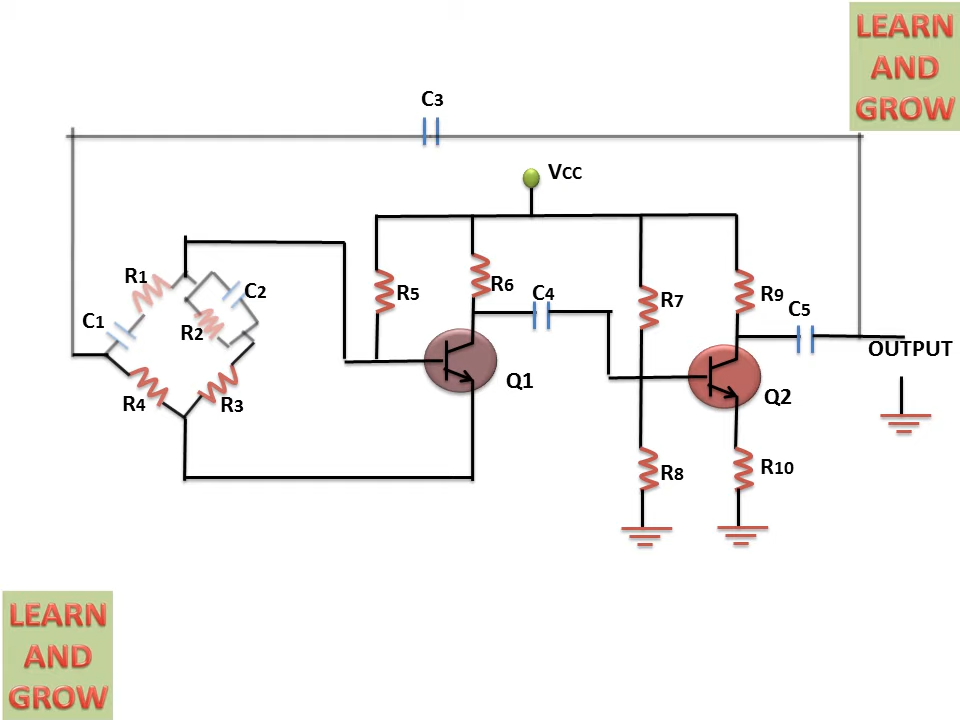 LEARN
AND
GROW
C3
VCC
R1
C2
R5
R6
C4
R7
R9
C5
C1
R2
OUTPUT
Q1
Q2
R4
R3
R8
R10
LEARN
AND
GROW